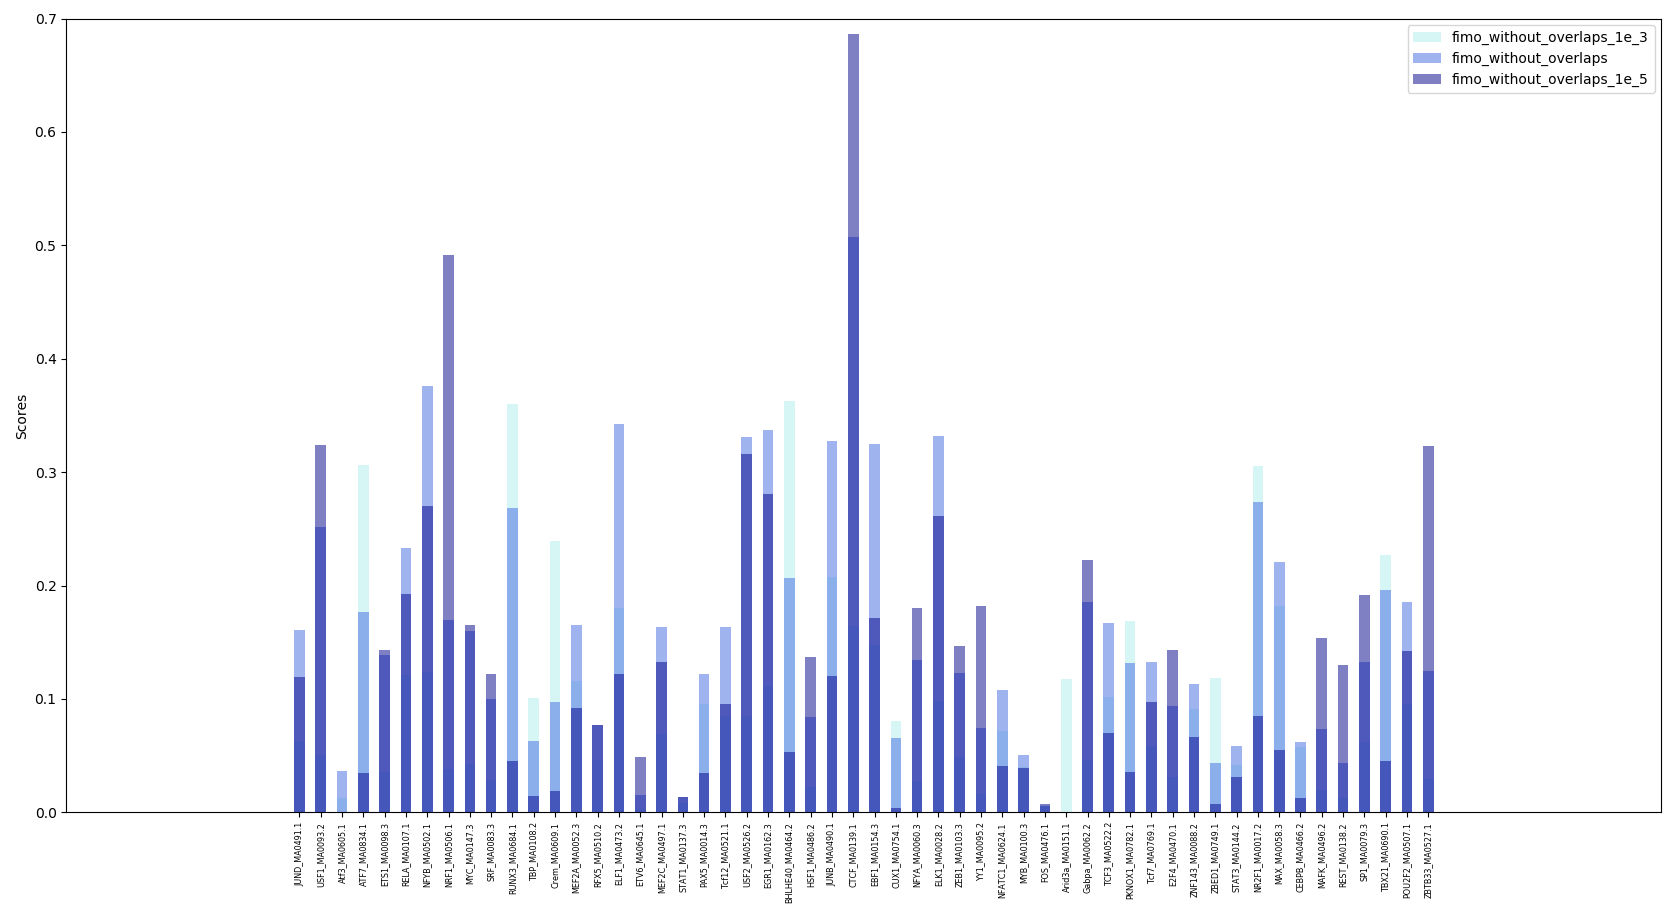 0.7
0.6
0.5
0.4
0.3
0.2
0.1
0.0
Scores
fimo_without_overlaps_1e_3
fimo_without_overlaps
fimo_without_overlaps_1e_5
JUND_MA0491.1
USF1_MA0093.2
Atf3_MA0605.1
ATF7_MA0834.1
ETS1_MA0098.3
RELA_MA0107.1
NFYB_MA0502.1
NRF1_MA0506.1
MYC_MA0147.3
SRF_MA0083.3
RUNX3_MA0684.1
TBP_MA0108.2
Crem_MA0609.1
MEF2A_MA0052.3
RFX5_MA0510.2
ELF1_MA0473.2
ETV6_MA0645.1
MEF2C_MA0497.1
STAT1_MA0137.3
PAX5_MA0014.3
Tcf12_MA0521.1
USF2_MA0526.2
EGR1_MA0162.3
BHLHE40_MA0464.2
HSF1_MA0486.2
JUNB_MA0490.1
CTCF_MA0139.1
EBF1_MA0154.3
CUX1_MA0754.1
NFYA_MA0060.3
ELK1_MA0028.2
ZEB1_MA0103.3
YY1_MA0095.2
NFATC1_MA0624.1
MYB_MA0100.3
FOS_MA0476.1
Arid3a_MA0151.1
Gabpa_MA0062.2
TCF3_MA0522.2
PKNOX1_MA0782.1
Tcf7_MA0769.1
E2F4_MA0470.1
ZNF143_MA0088.2
ZBED1_MA0749.1
STAT3_MA0144.2
NR2F1_MA0017.2
MAX_MA0058.3
CEBPB_MA0466.2
MAFK_MA0496.2
REST_MA0138.2
SP1_MA0079.3
TBX21_MA0690.1
POU2F2_MA0507.1
ZBTB33_MA0527.1